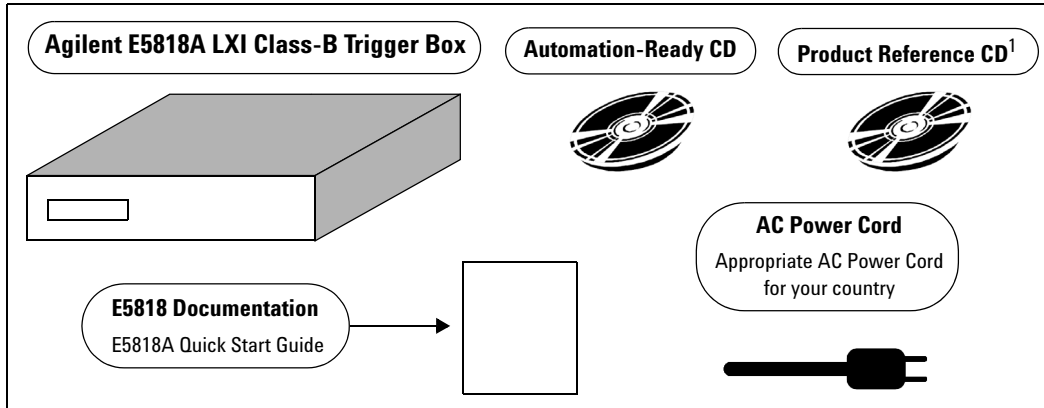 Agilent E5818A LXI Class-B Trigger Box
Automation-Ready CD
Product Reference CD1
AC Power Cord
Appropriate AC Power Cord
for your country
E5818 Documentation
E5818A Quick Start Guide